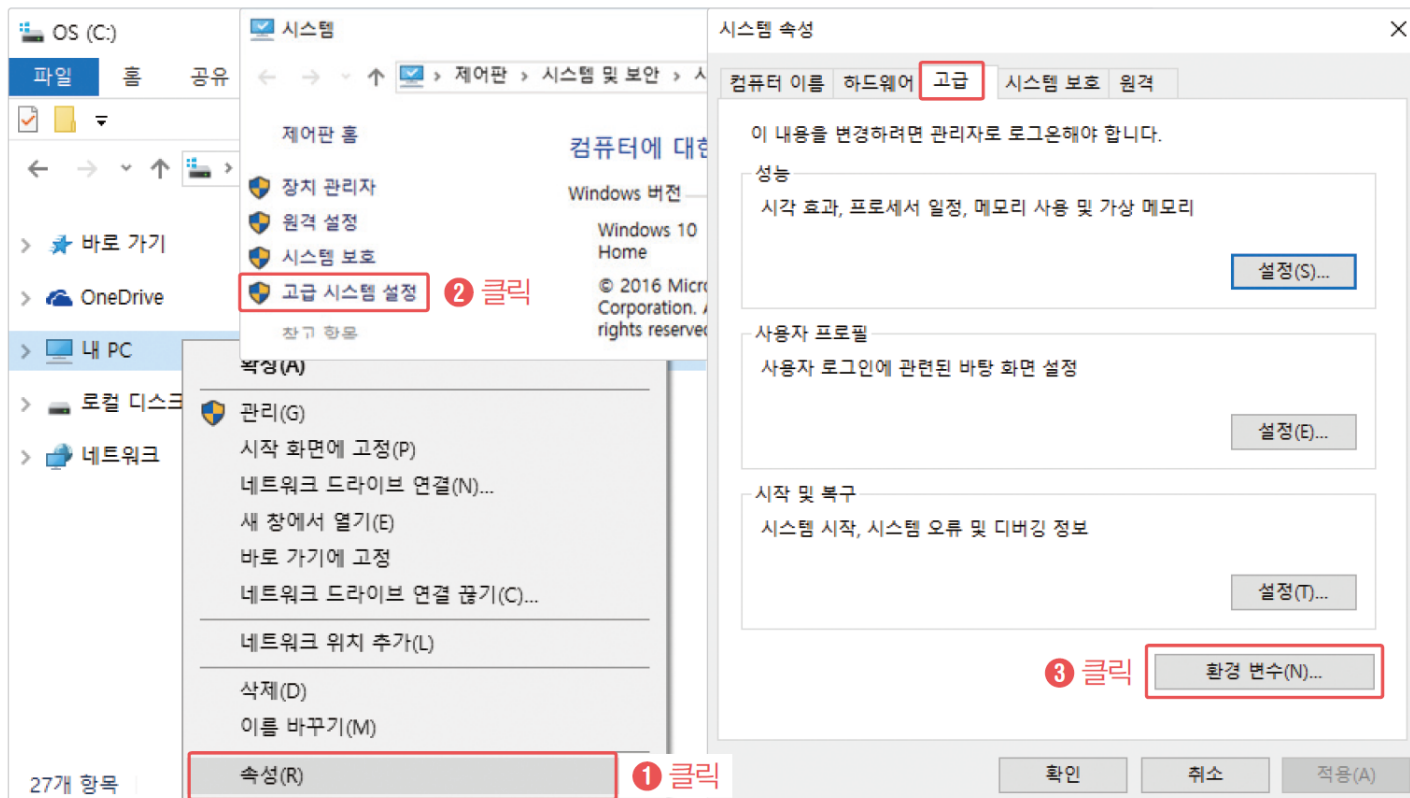 OS (C:)
파일 홈 공유
바로 가기
OneDrive
내 PC
로컬 디스크
네트워크
27개 항목
시스템
제어판 › 시스템 및 보안 ›
제어판 홈
장치 관리자
원격 설정
시스템 보호
고급 시스템 설정
❷ 클릭
참고 항목
컴퓨터에 대한
Windows 버전
Windows 10
Home
© 2016 Micro
Corporation. A
rights reserved
확장(A)
관리(G)
시작 화면에 고정(P)
네트워크 드라이브 연결(N)...
새 창에서 열기(E)
바로 가기에 고정
네트워크 드라이브 연결 끊기(C)...
네트워크 위치 추가(L)
삭제(D)
이름 바꾸기(M)
속성(R)
❶ 클릭
시스템 속성
컴퓨터 이름 하드웨어 고급 시스템 보호 원격
이 내용을 변경하려면 관리자로 로그온해야 합니다.
성능
시각 효과, 프로세서 일정, 메모리 사용 및 가상 메모리
설정(S)...
사용자 프로필
사용자 로그인에 관련된 바탕 화면 설정
설정(E)...
시작 및 복구
시스템 시작, 시스템 오류 및 디버깅 정보
설정(T)...
❸ 클릭
환경 변수(N)...
확인 취소 적용(A)